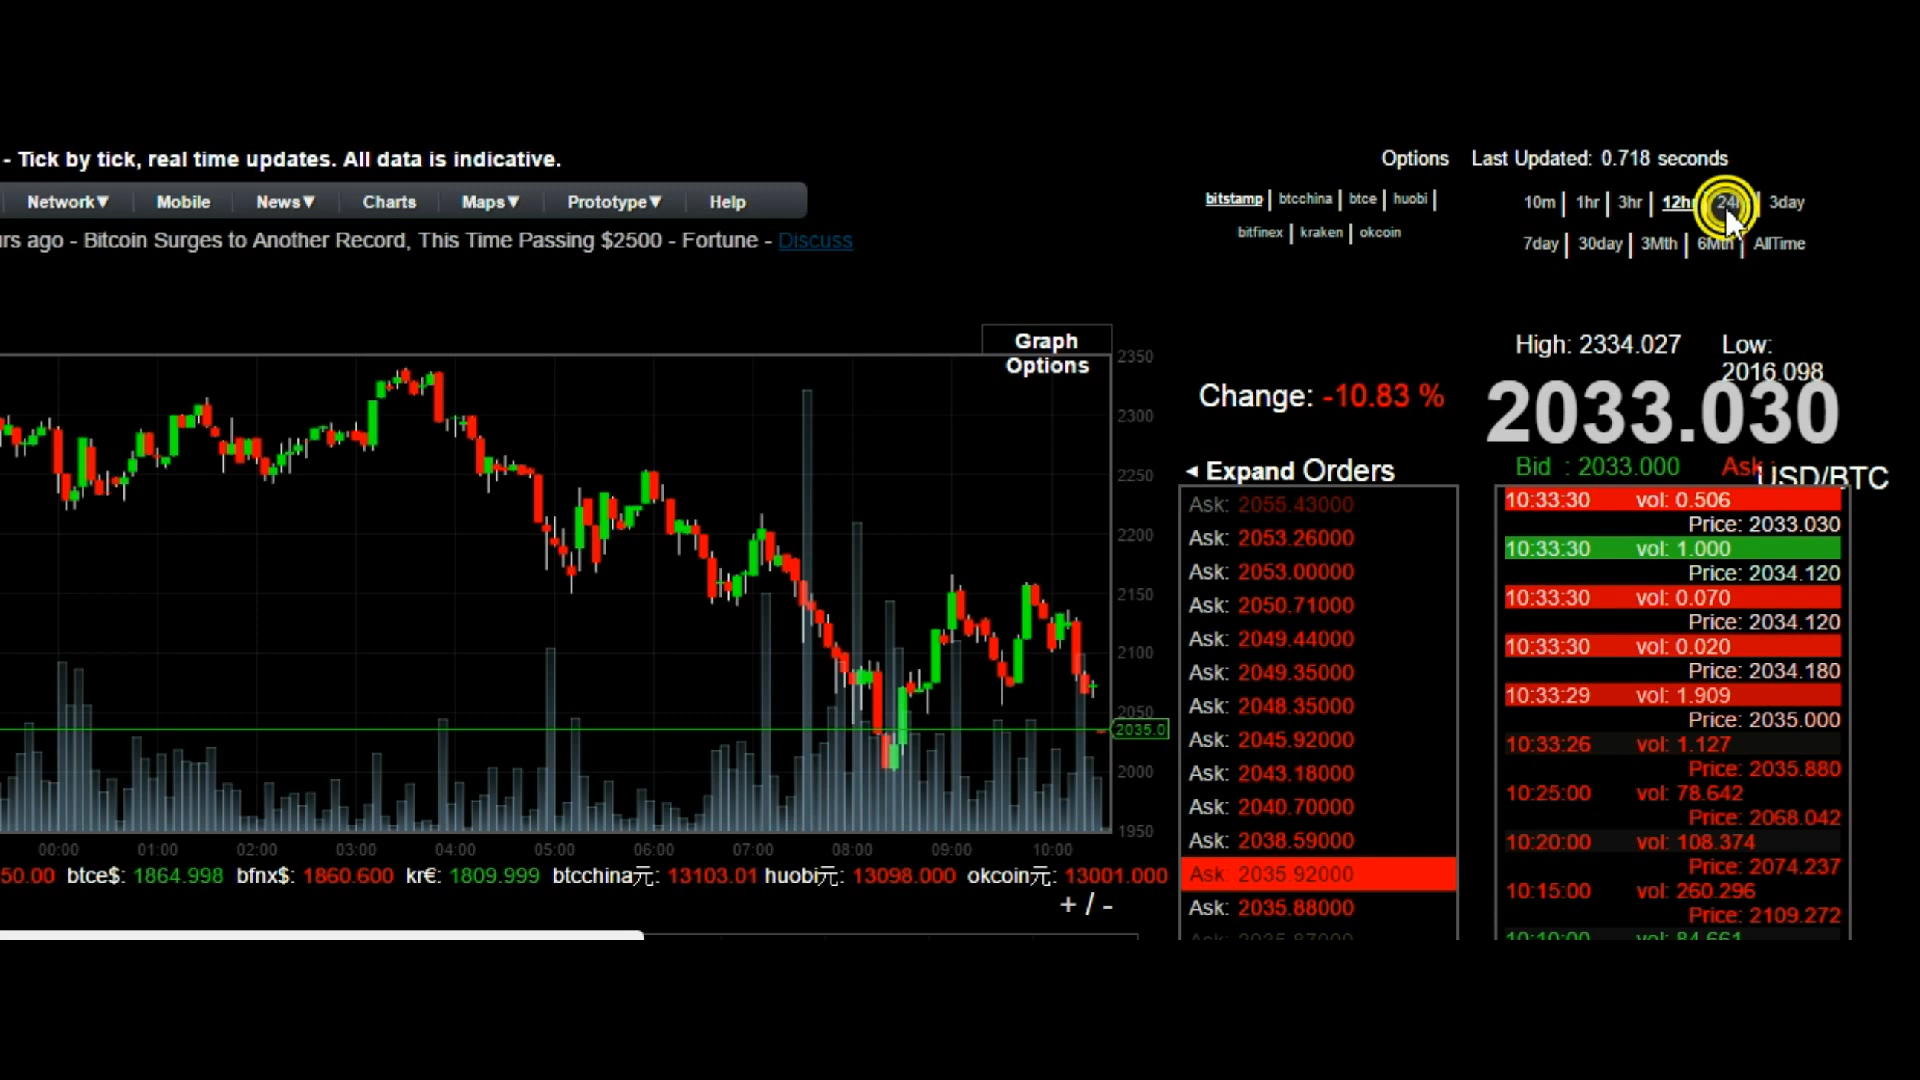 - Tick by tick, real time updates. All data is indicative.
Options Last Updated: 0.718 seconds
Network▼ Mobile News▼ Charts Maps▼ Prototype▼ Help
bitstamp | btcchina | btce | huobi |
bitfinex | kraken | okcoin
10m | 1hr | 3hr | 12hr | 24h | 3day
7day | 30day | 3Mth | 6Mth | AllTime
rs ago - Bitcoin Surges to Another Record, This Time Passing $2500 - Fortune - Discuss
Graph
Options
High: 2334.027 Low:
2016.098
Change: -10.83 % 2033.030
Bid : 2033.000 Ask :
USD/BTC
◄ Expand Orders
2350
2300
2250
2200
2150
2100
2050
2035.0
2000
1950
00:00 01:00 02:00 03:00 04:00 05:00 06:00 07:00 08:00 09:00 10:00
50.00 btce$: 1864.998 bfnx$: 1860.600 kr€: 1809.999 btcchina元: 13103.01 huobi元: 13098.000 okcoin元: 13001.000
+ / -
Ask: 2055.43000
Ask: 2053.26000
Ask: 2053.00000
Ask: 2050.71000
Ask: 2049.44000
Ask: 2049.35000
Ask: 2048.35000
Ask: 2045.92000
Ask: 2043.18000
Ask: 2040.70000
Ask: 2038.59000
Ask: 2035.92000
Ask: 2035.88000
Ask: 2035.87000
10:33:30 vol: 0.506
Price: 2033.030
10:33:30 vol: 1.000
Price: 2034.120
10:33:30 vol: 0.070
Price: 2034.120
10:33:30 vol: 0.020
Price: 2034.180
10:33:29 vol: 1.909
Price: 2035.000
10:33:26 vol: 1.127
Price: 2035.880
10:25:00 vol: 78.642
Price: 2068.042
10:20:00 vol: 108.374
Price: 2074.237
10:15:00 vol: 260.296
Price: 2109.272
10:10:00 vol: 84.661